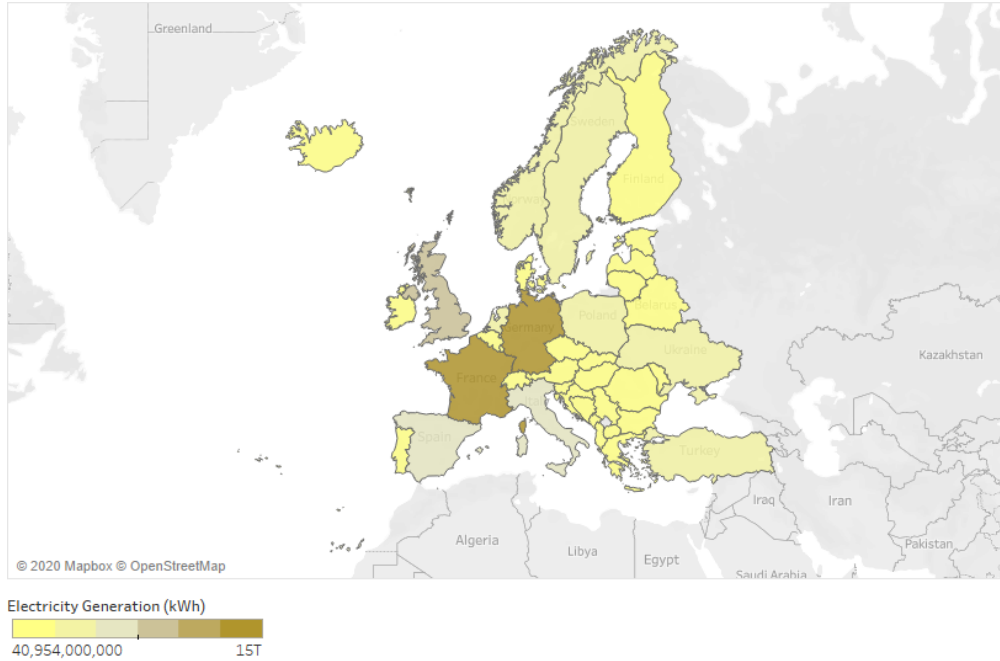 Greenland
Sweden
Finland
Norway
Belarus
Poland
Germany
Ukraine
Kazakhstan
France
Italy
Spain
Turkey
Iraq
Iran
Algeria
Libya
Egypt
Pakistan
Saudi Arabia
© 2020 Mapbox © OpenStreetMap
Electricity Generation (kWh)
40,954,000,000 15T